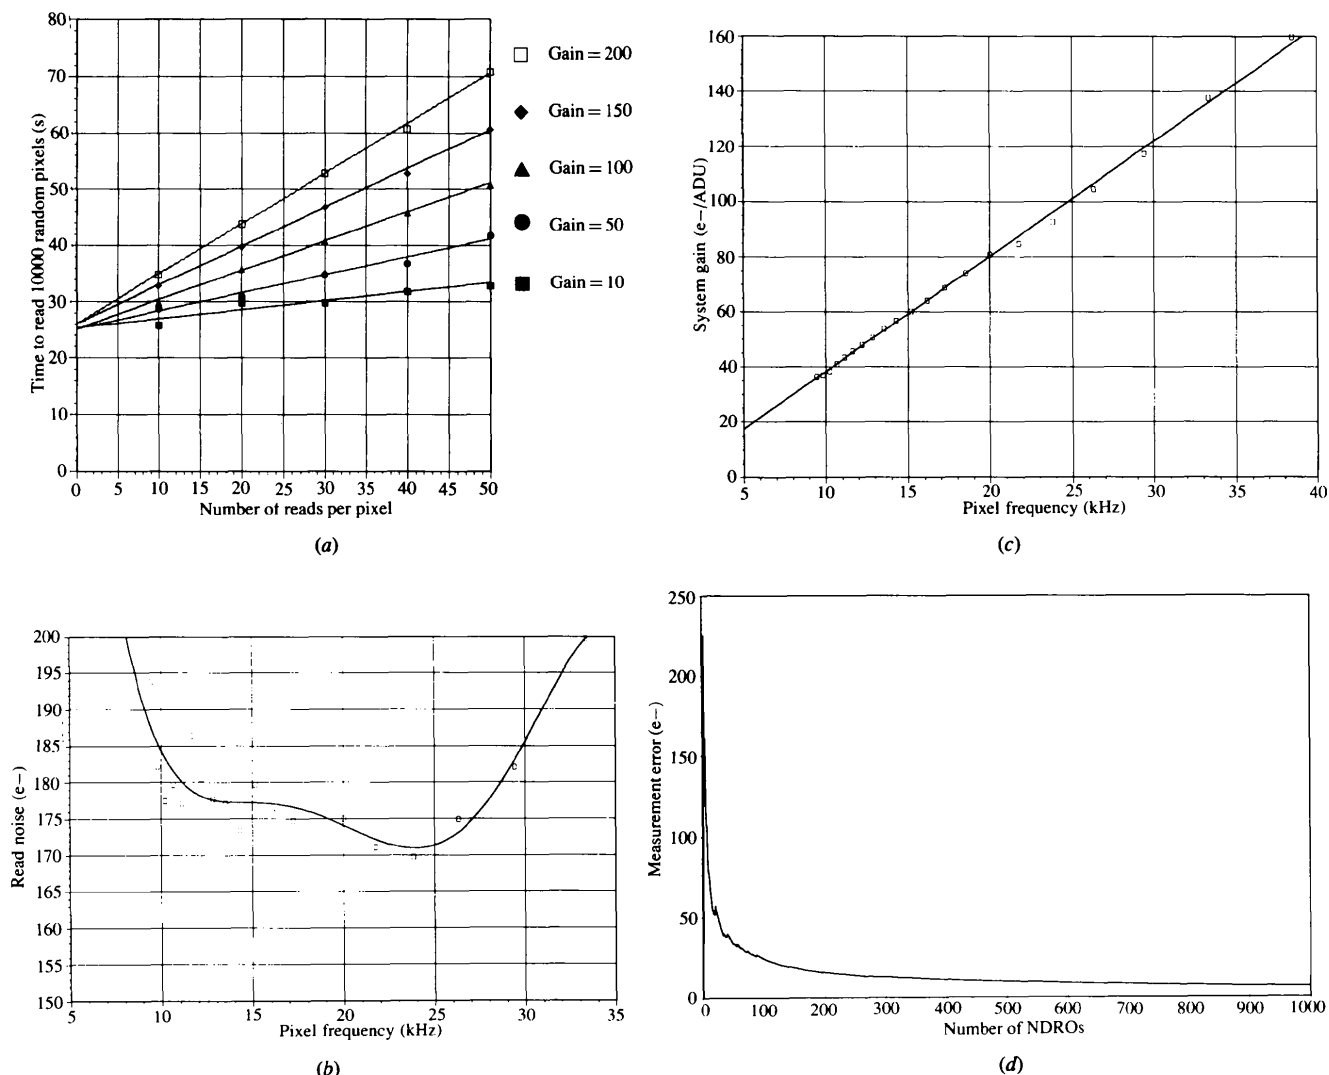 80
70
60
50
40
30
20
10
0
Time to read 10000 random pixels (s)
0 5 10 15 20 25 30 35 40 45 50
Number of reads per pixel
Gain = 200
Gain = 150
Gain = 100
Gain = 50
Gain = 10
(a)
160
140
120
100
80
60
40
20
0
System gain (e−/ADU)
5 10 15 20 25 30 35 40
Pixel frequency (kHz)
(c)
200
195
190
185
180
175
170
165
160
155
150
Read noise (e−)
5 10 15 20 25 30 35
Pixel frequency (kHz)
(b)
250
200
150
100
50
0
Measurement error (e−)
0 100 200 300 400 500 600 700 800 900 1000
Number of NDROs
(d)